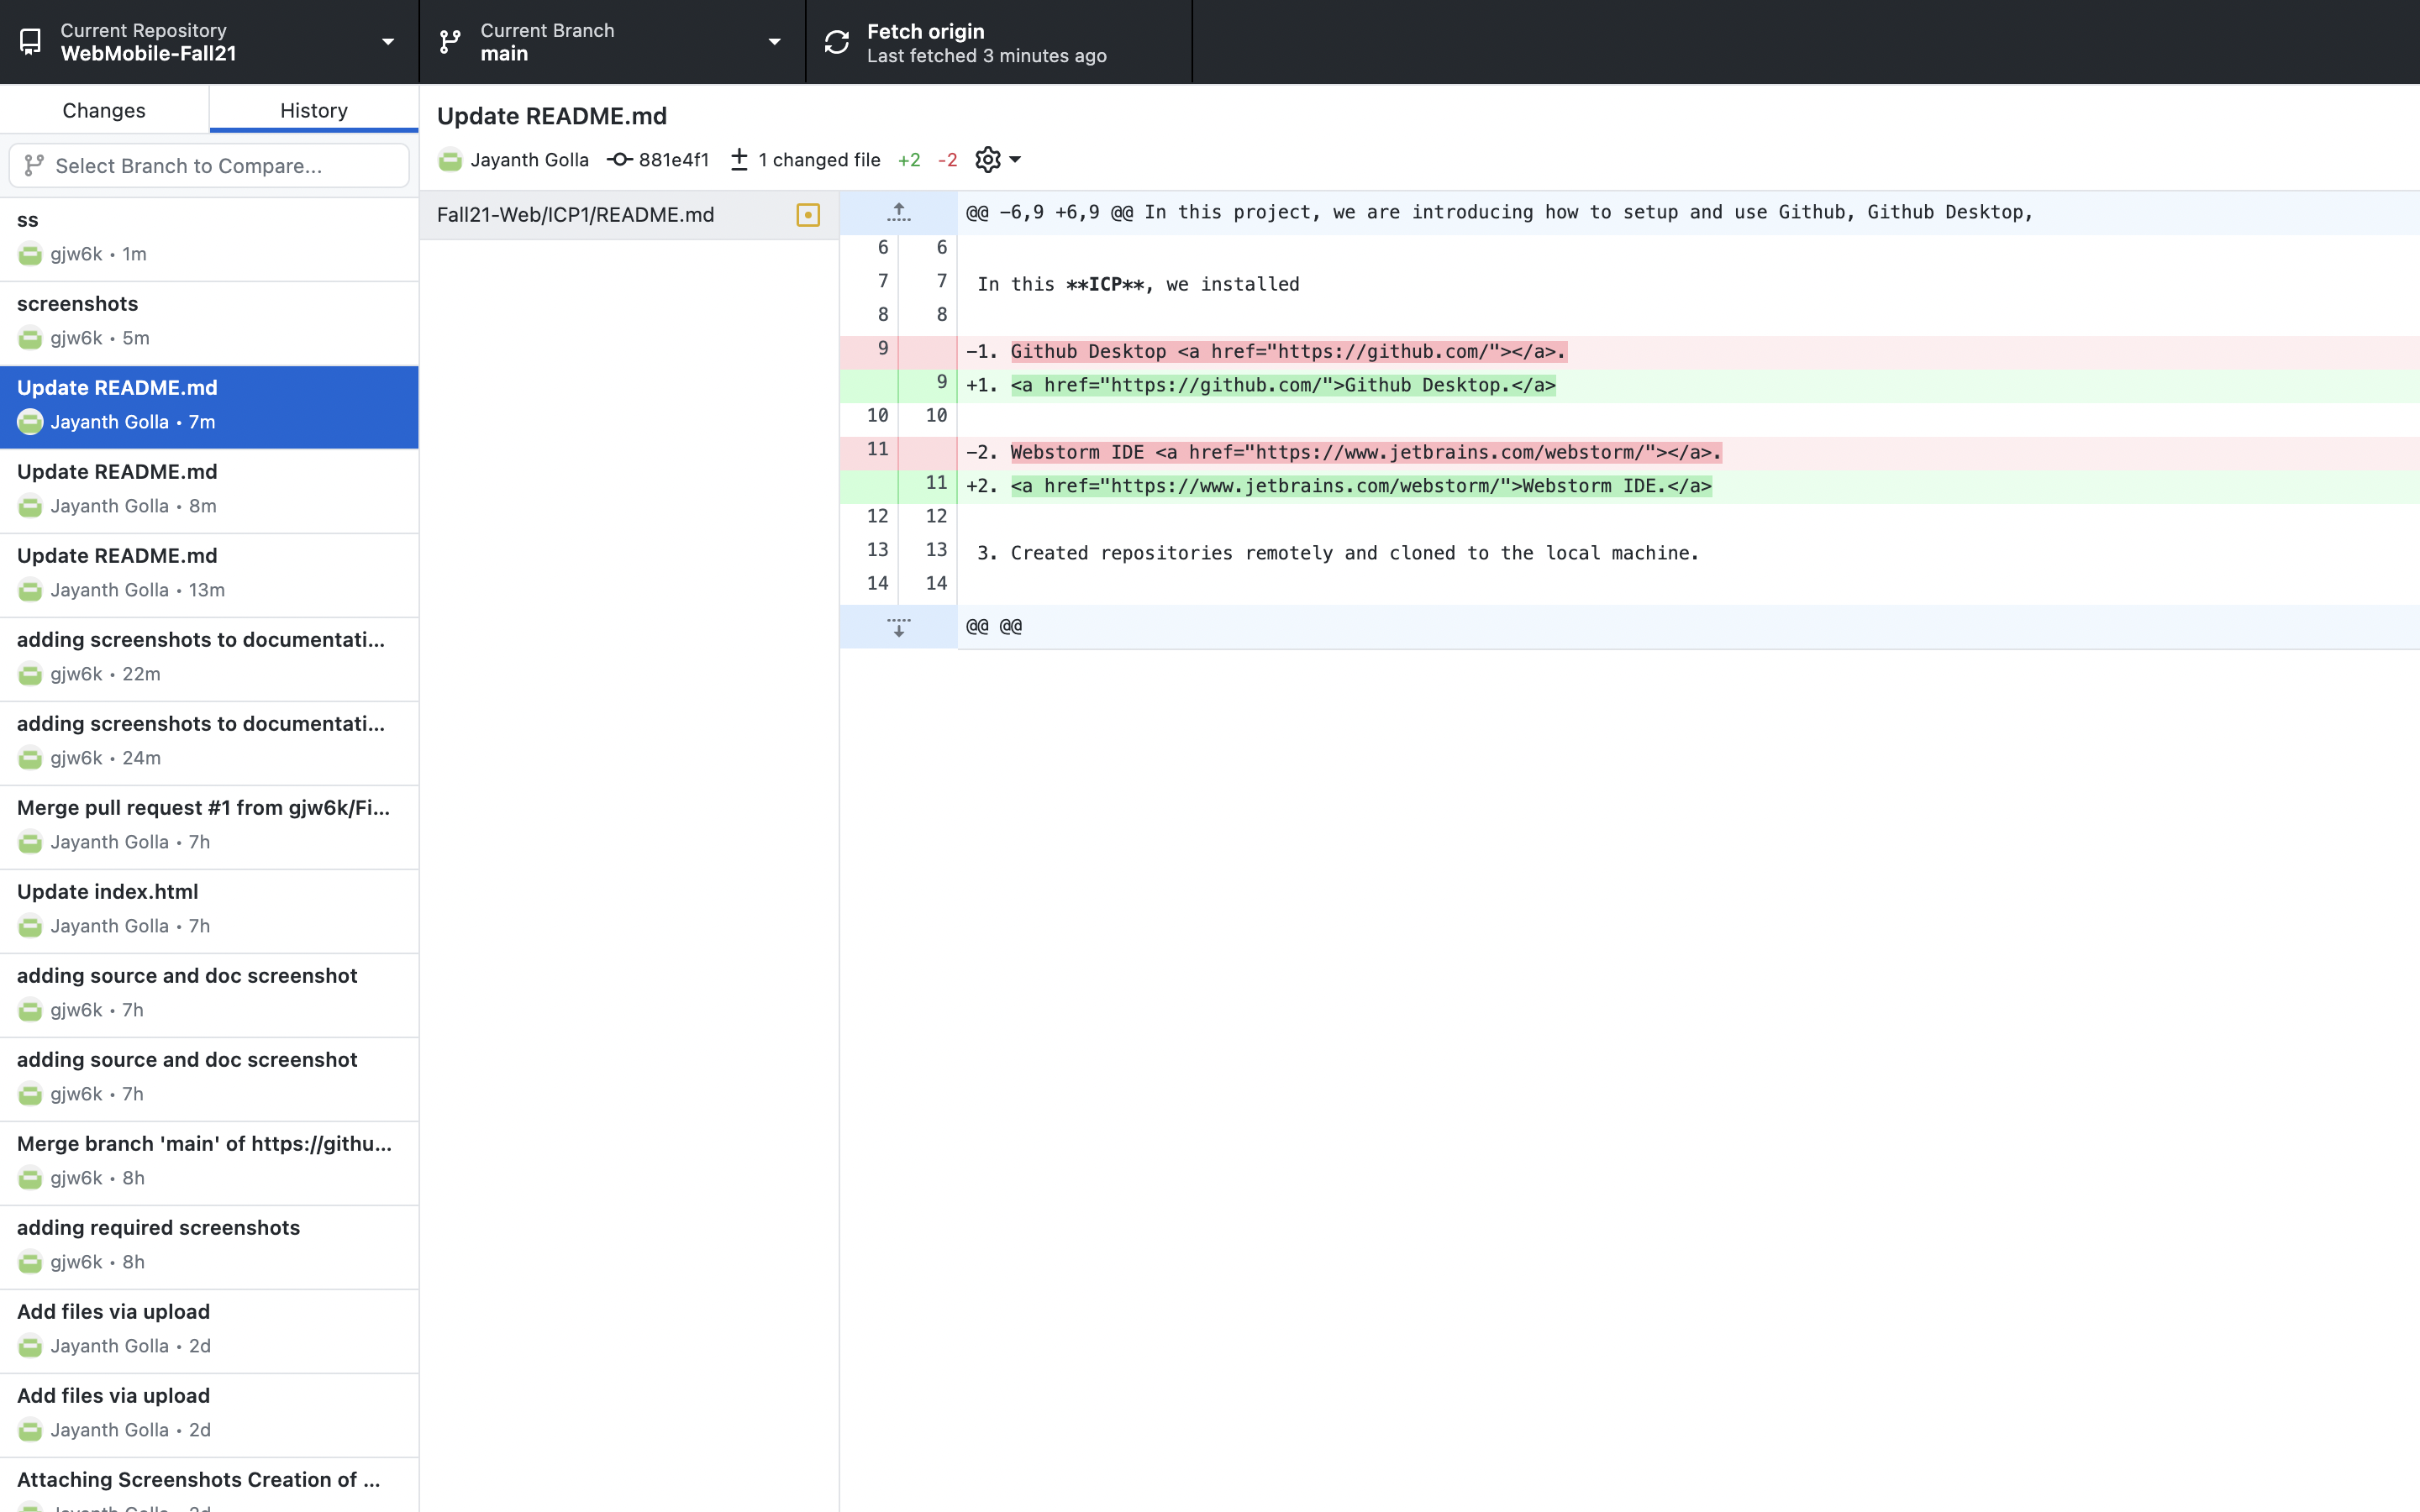 Current Repository
WebMobile-Fall21
Current Branch
main
Fetch origin
Last fetched 3 minutes ago
Changes
History
Select Branch to Compare...
ss
gjw6k • 1m
screenshots
gjw6k • 5m
Update README.md
Jayanth Golla • 7m
Update README.md
Jayanth Golla • 8m
Update README.md
Jayanth Golla • 13m
adding screenshots to documentati...
gjw6k • 22m
adding screenshots to documentati...
gjw6k • 24m
Merge pull request #1 from gjw6k/Fi...
Jayanth Golla • 7h
Update index.html
Jayanth Golla • 7h
adding source and doc screenshot
gjw6k • 7h
adding source and doc screenshot
gjw6k • 7h
Merge branch 'main' of https://githu...
gjw6k • 8h
adding required screenshots
gjw6k • 8h
Add files via upload
Jayanth Golla • 2d
Add files via upload
Jayanth Golla • 2d
Attaching Screenshots Creation of ...
Update README.md
Jayanth Golla 881e4f1 1 changed file +2 -2
Fall21-Web/ICP1/README.md
@@ -6,9 +6,9 @@ In this project, we are introducing how to setup and use Github, Github Desktop,
6 6
7 7 In this **ICP**, we installed
8 8
9 -1. Github Desktop <a href="https://github.com/"></a>.
9 +1. <a href="https://github.com/">Github Desktop.</a>
10 10
11 -2. Webstorm IDE <a href="https://www.jetbrains.com/webstorm/"></a>.
11 +2. <a href="https://www.jetbrains.com/webstorm/">Webstorm IDE.</a>
12 12
13 13 3. Created repositories remotely and cloned to the local machine.
14 14
@@ @@